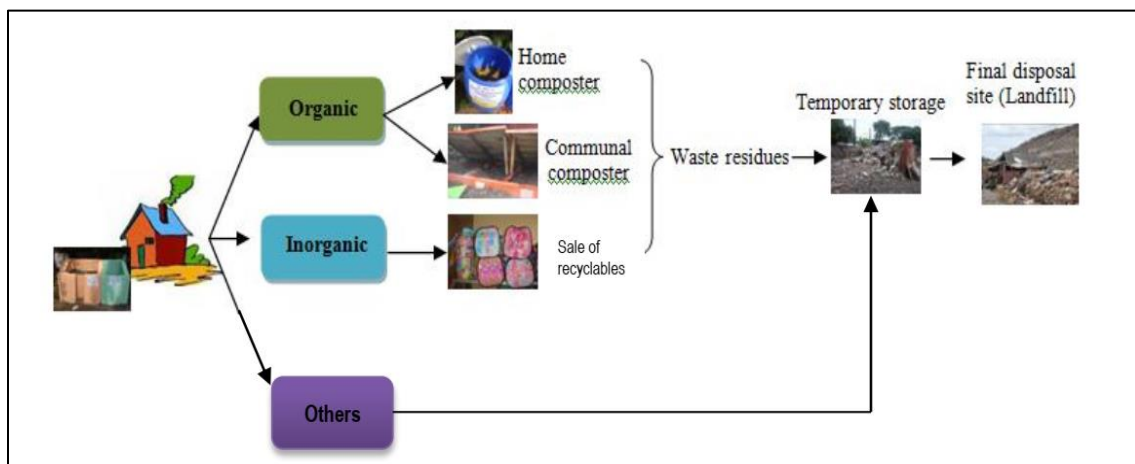 Organic
Home
composter
Communal
composter
Inorganic
Sale of
recyclables
Waste residues
Temporary storage
Final disposal
site (Landfill)
Others